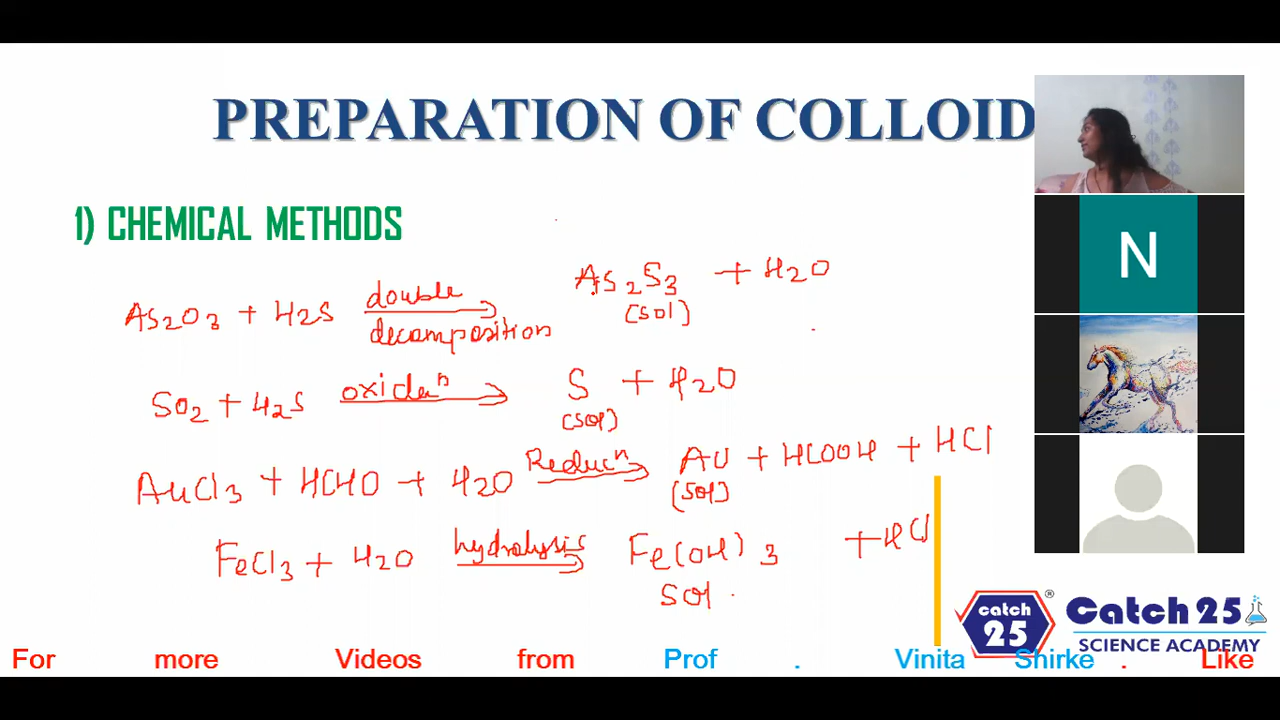 PREPARATION OF COLLOID
1) CHEMICAL METHODS
As2O3 + H2S double decomposition → As2S3 (sol) + H2O
SO2 + H2S oxidaⁿ → S (sol) + H2O
AuCl3 + HCHO + H2O Reducⁿ → AU (sol) + HCOOH + HCl
FeCl3 + H2O hydrolysis → Fe(OH)3 sol + HCl
N
catch 25 ® Catch 25
SCIENCE ACADEMY
For more Videos from Prof . Vinita Shirke . Like